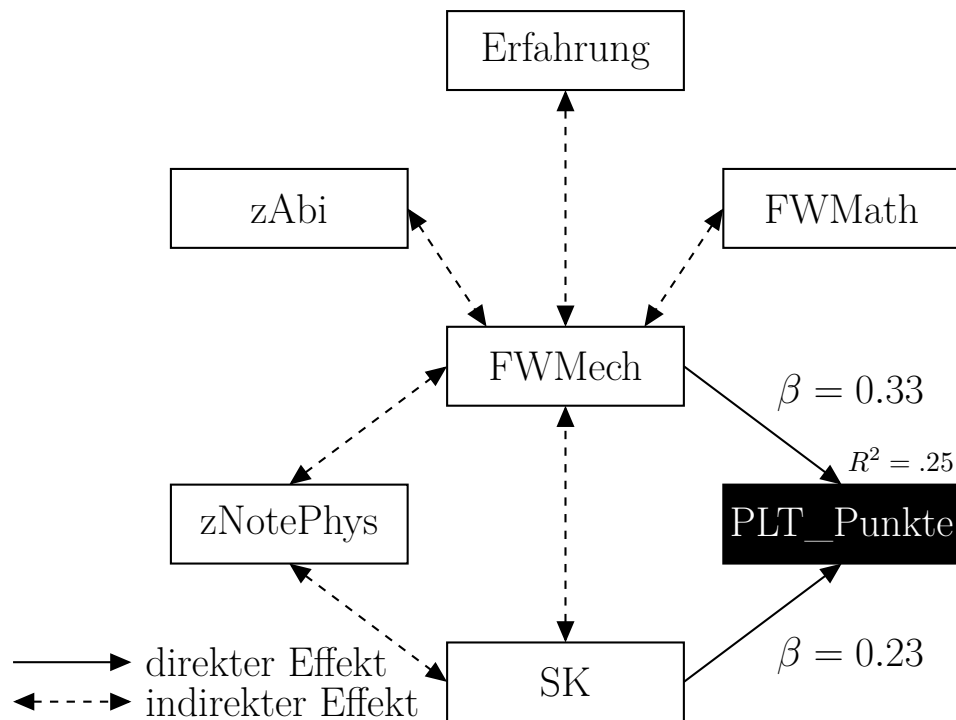 Erfahrung
zAbi
FWMath
FWMech
β = 0.33
R² = .25
zNotePhys
PLT_Punkte
β = 0.23
SK
direkter Effekt
indirekter Effekt